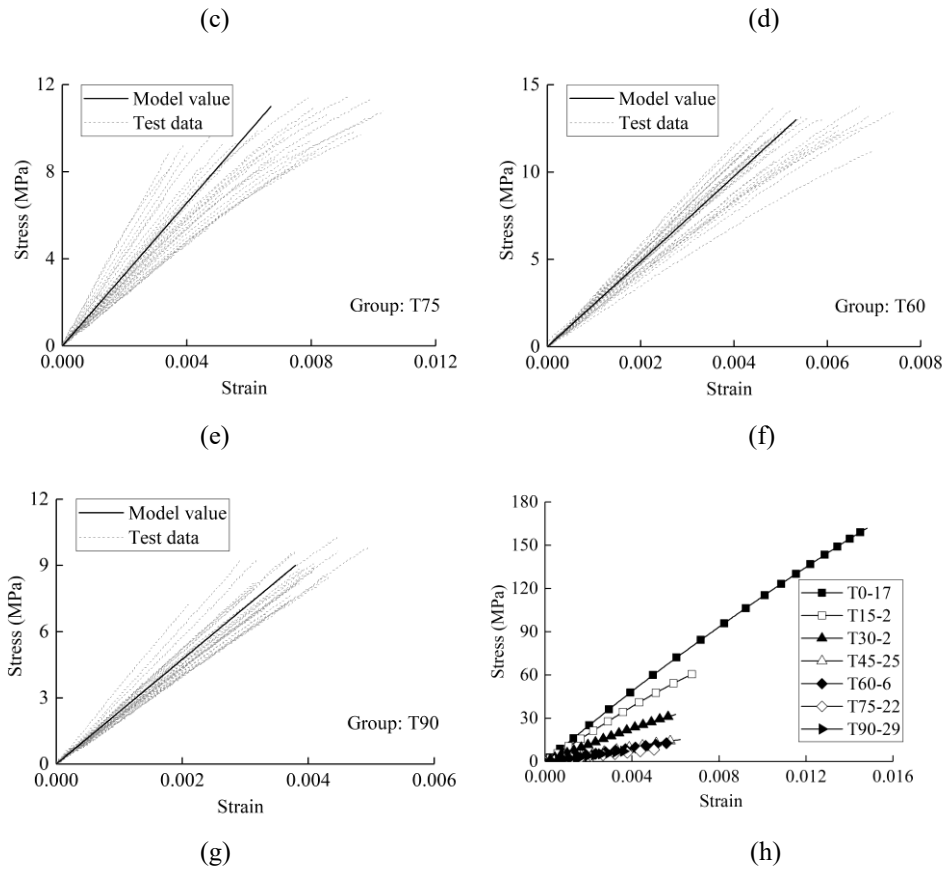 (c) (d)
12
8
4
0
Stress (MPa)
Model value
Test data
Group: T75
0.000 0.004 0.008 0.012
Strain
15
10
5
0
Stress (MPa)
Model value
Test data
Group: T60
0.000 0.002 0.004 0.006 0.008
Strain
(e) (f)
12
9
6
3
0
Stress (MPa)
Model value
Test data
Group: T90
0.000 0.002 0.004 0.006
Strain
180
150
120
90
60
30
0
Stress (MPa)
T0-17
T15-2
T30-2
T45-25
T60-6
T75-22
T90-29
0.000 0.004 0.008 0.012 0.016
Strain
(g) (h)